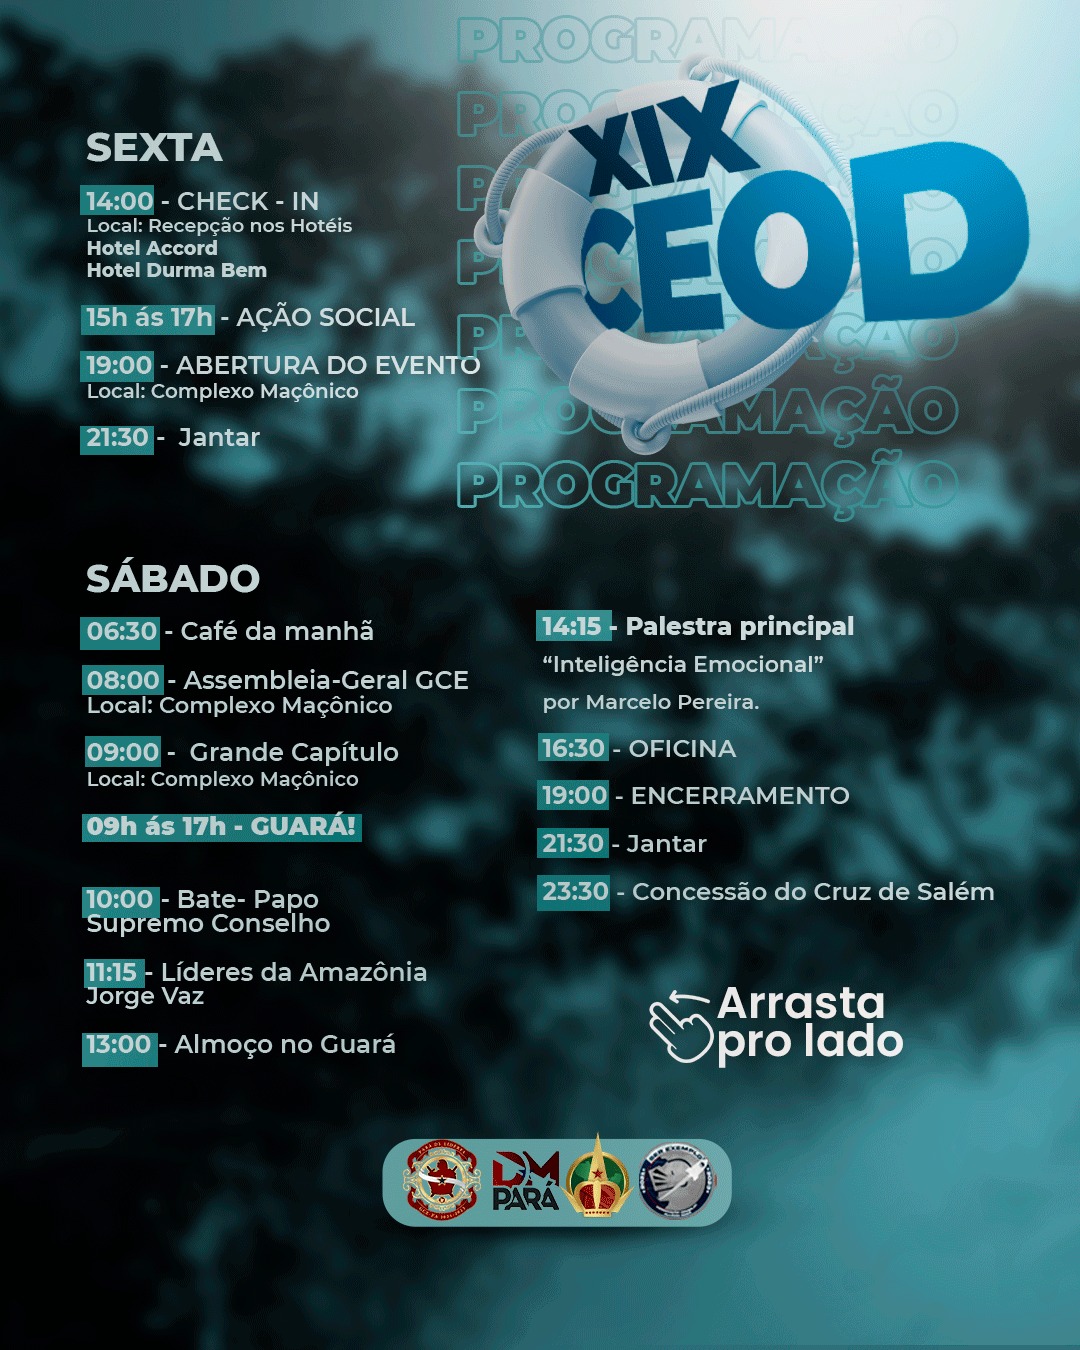 PROGRAMAÇÃO
XIX
CEOD
PROGRAMAÇÃO
PROGRAMAÇÃO
SEXTA
14:00 - CHECK - IN
Local: Recepção nos Hotéis
Hotel Accord
Hotel Durma Bem
15h ás 17h - AÇÃO SOCIAL
19:00 - ABERTURA DO EVENTO
Local: Complexo Maçônico
21:30 - Jantar
SÁBADO
06:30 - Café da manhã
08:00 - Assembleia-Geral GCE
Local: Complexo Maçônico
09:00 - Grande Capítulo
Local: Complexo Maçônico
09h ás 17h - GUARÁ!
10:00 - Bate- Papo
Supremo Conselho
11:15 - Líderes da Amazônia
Jorge Vaz
13:00 - Almoço no Guará
14:15 - Palestra principal
“Inteligência Emocional”
por Marcelo Pereira.
16:30 - OFICINA
19:00 - ENCERRAMENTO
21:30 - Jantar
23:30 - Concessão do Cruz de Salém
Arrasta
pro lado
DM
PARÁ